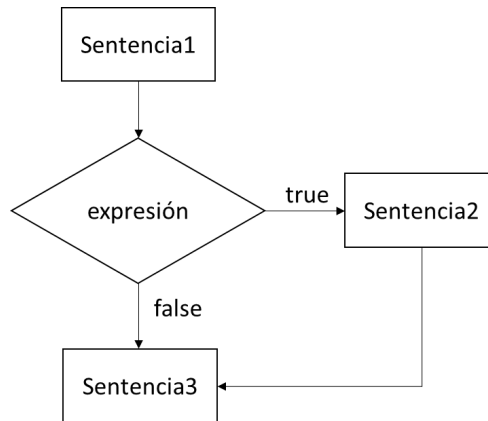 Sentencia1
expresión
true
Sentencia2
false
Sentencia3